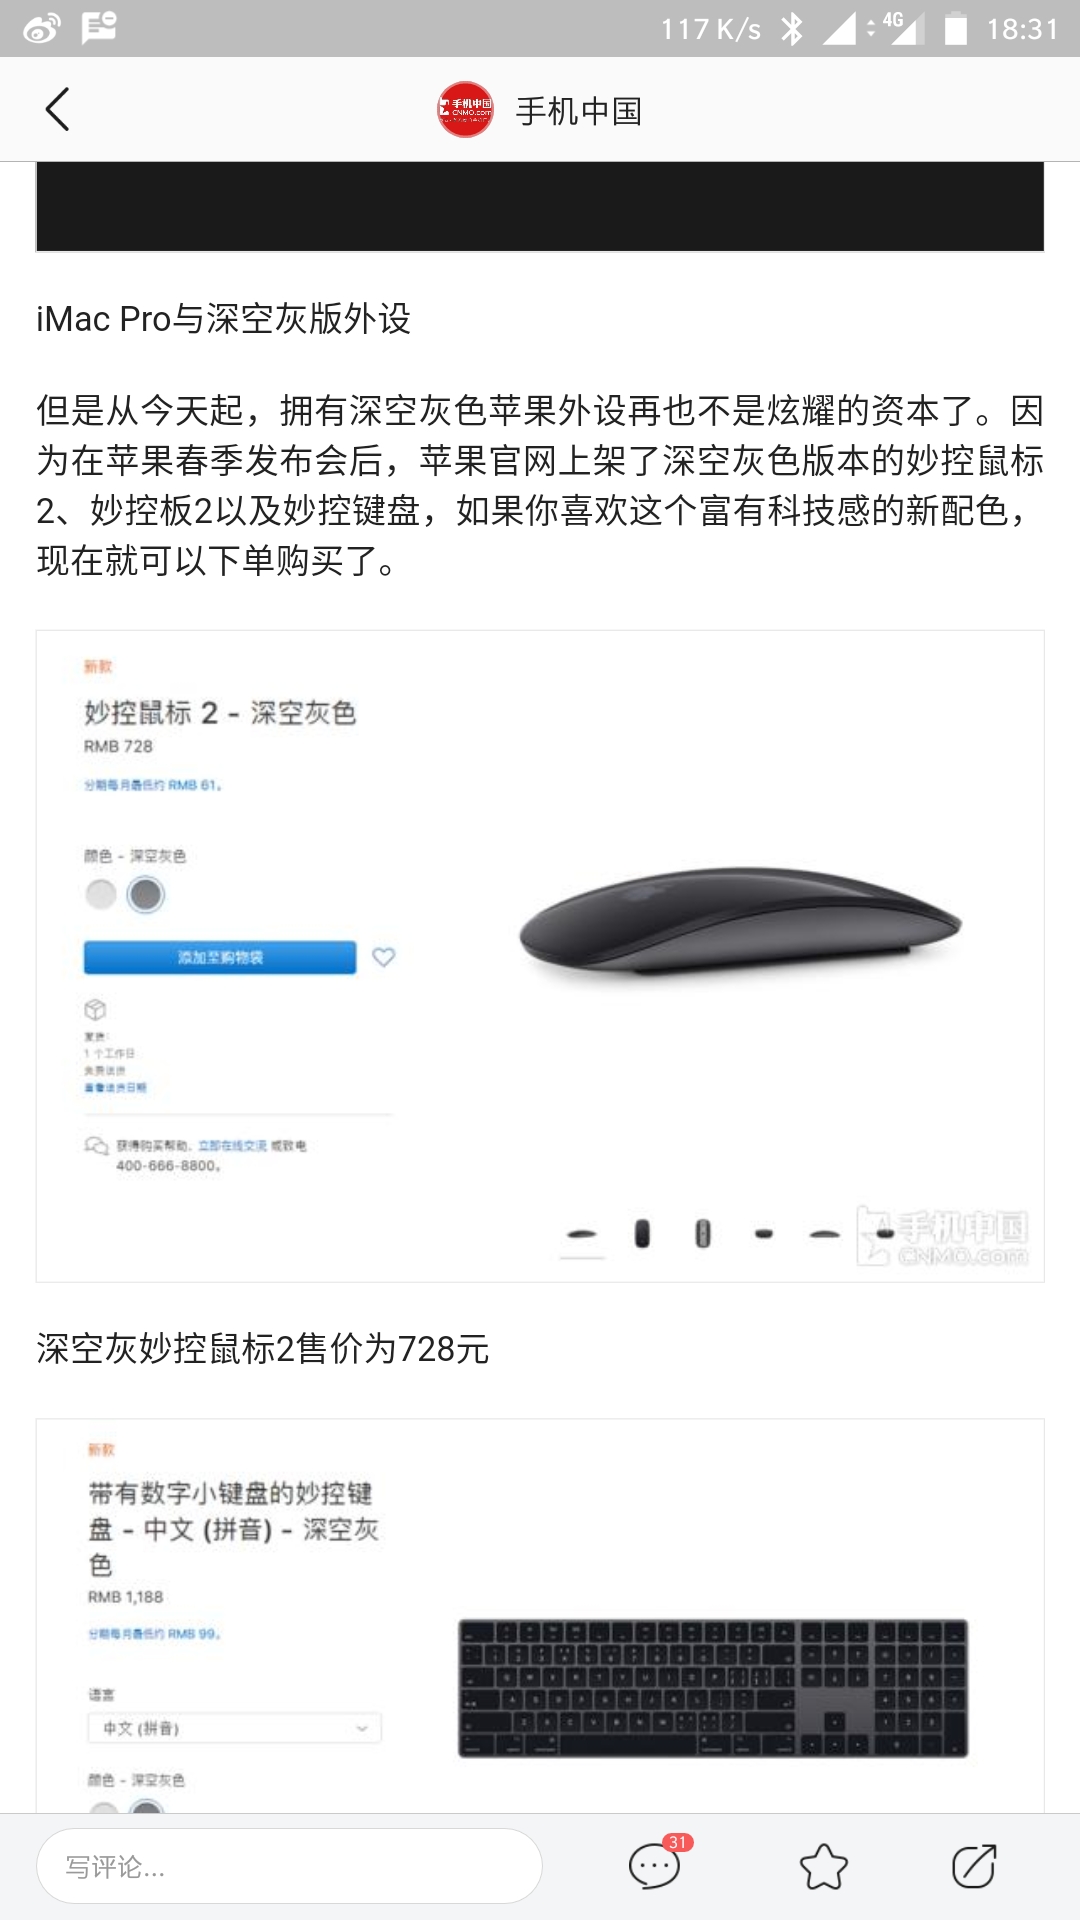 117 K/s 4G 18:31
手机中国 CNMO.com
手机中国
iMac Pro与深空灰版外设
但是从今天起，拥有深空灰色苹果外设再也不是炫耀的资本了。因
为在苹果春季发布会后，苹果官网上架了深空灰色版本的妙控鼠标
2、妙控板2以及妙控键盘，如果你喜欢这个富有科技感的新配色，
现在就可以下单购买了。
新款
妙控鼠标 2 - 深空灰色
RMB 728
分期每月最低约 RMB 61。
颜色 - 深空灰色
添加至购物袋
发货:
1 个工作日
免费送货
查看送货日期
获得购买帮助，立即在线交流 或致电
400-666-8800。
手机中国
CNMO.com
深空灰妙控鼠标2售价为728元
新款
带有数字小键盘的妙控键
盘 - 中文 (拼音) - 深空灰
色
RMB 1,188
分期每月最低约 RMB 99。
语言
中文 (拼音)
颜色 - 深空灰色
写评论...
31